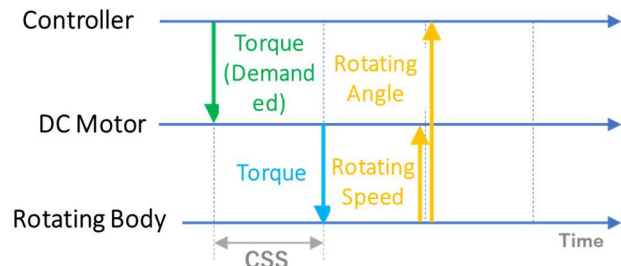 Controller
Torque
(Demand
ed)
Rotating
Angle
DC Motor
Torque
Rotating
Speed
Rotating Body
Time
CSS